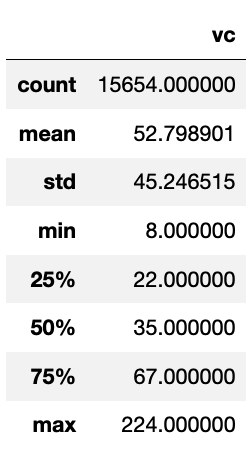 vc
count 15654.000000
mean 52.798901
std 45.246515
min 8.000000
25% 22.000000
50% 35.000000
75% 67.000000
max 224.000000